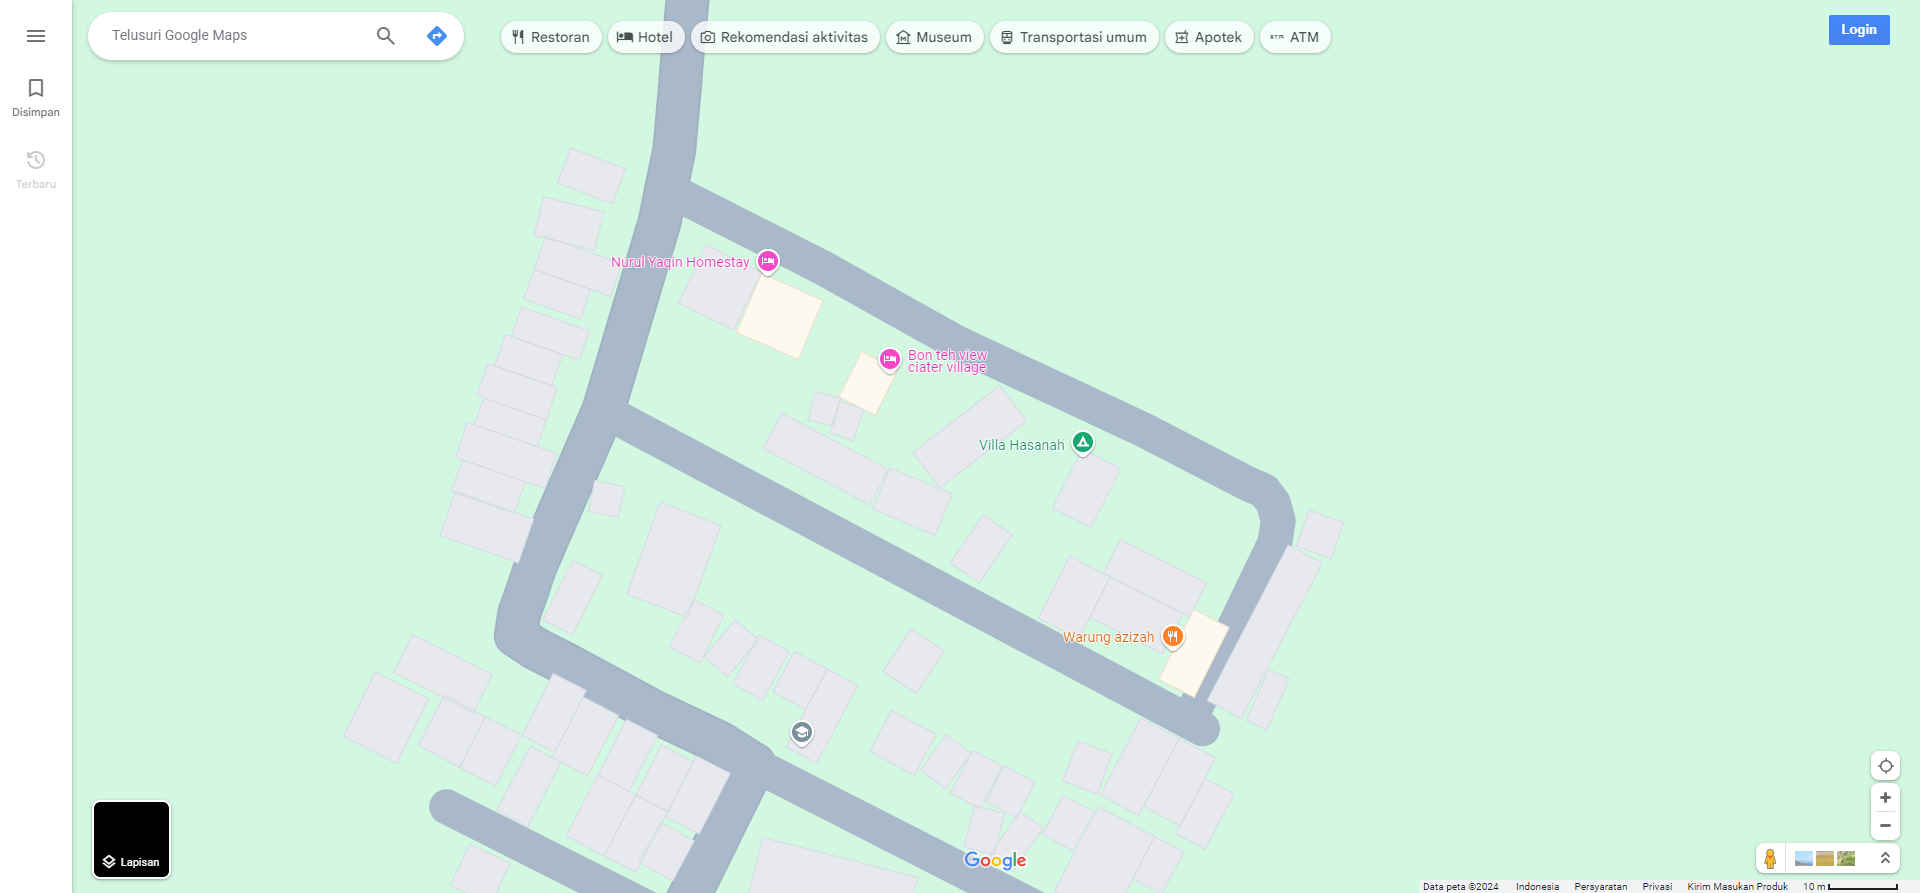 Telusuri Google Maps
Restoran
Hotel
Rekomendasi aktivitas
Museum
Transportasi umum
Apotek
ATM
Login
Disimpan
Terbaru
Nurul Yaqin Homestay
Bon teh view
ciater village
Villa Hasanah
Warung azizah
Lapisan
Google
Data peta ©2024
Indonesia
Persyaratan
Privasi
Kirim Masukan Produk
10 m